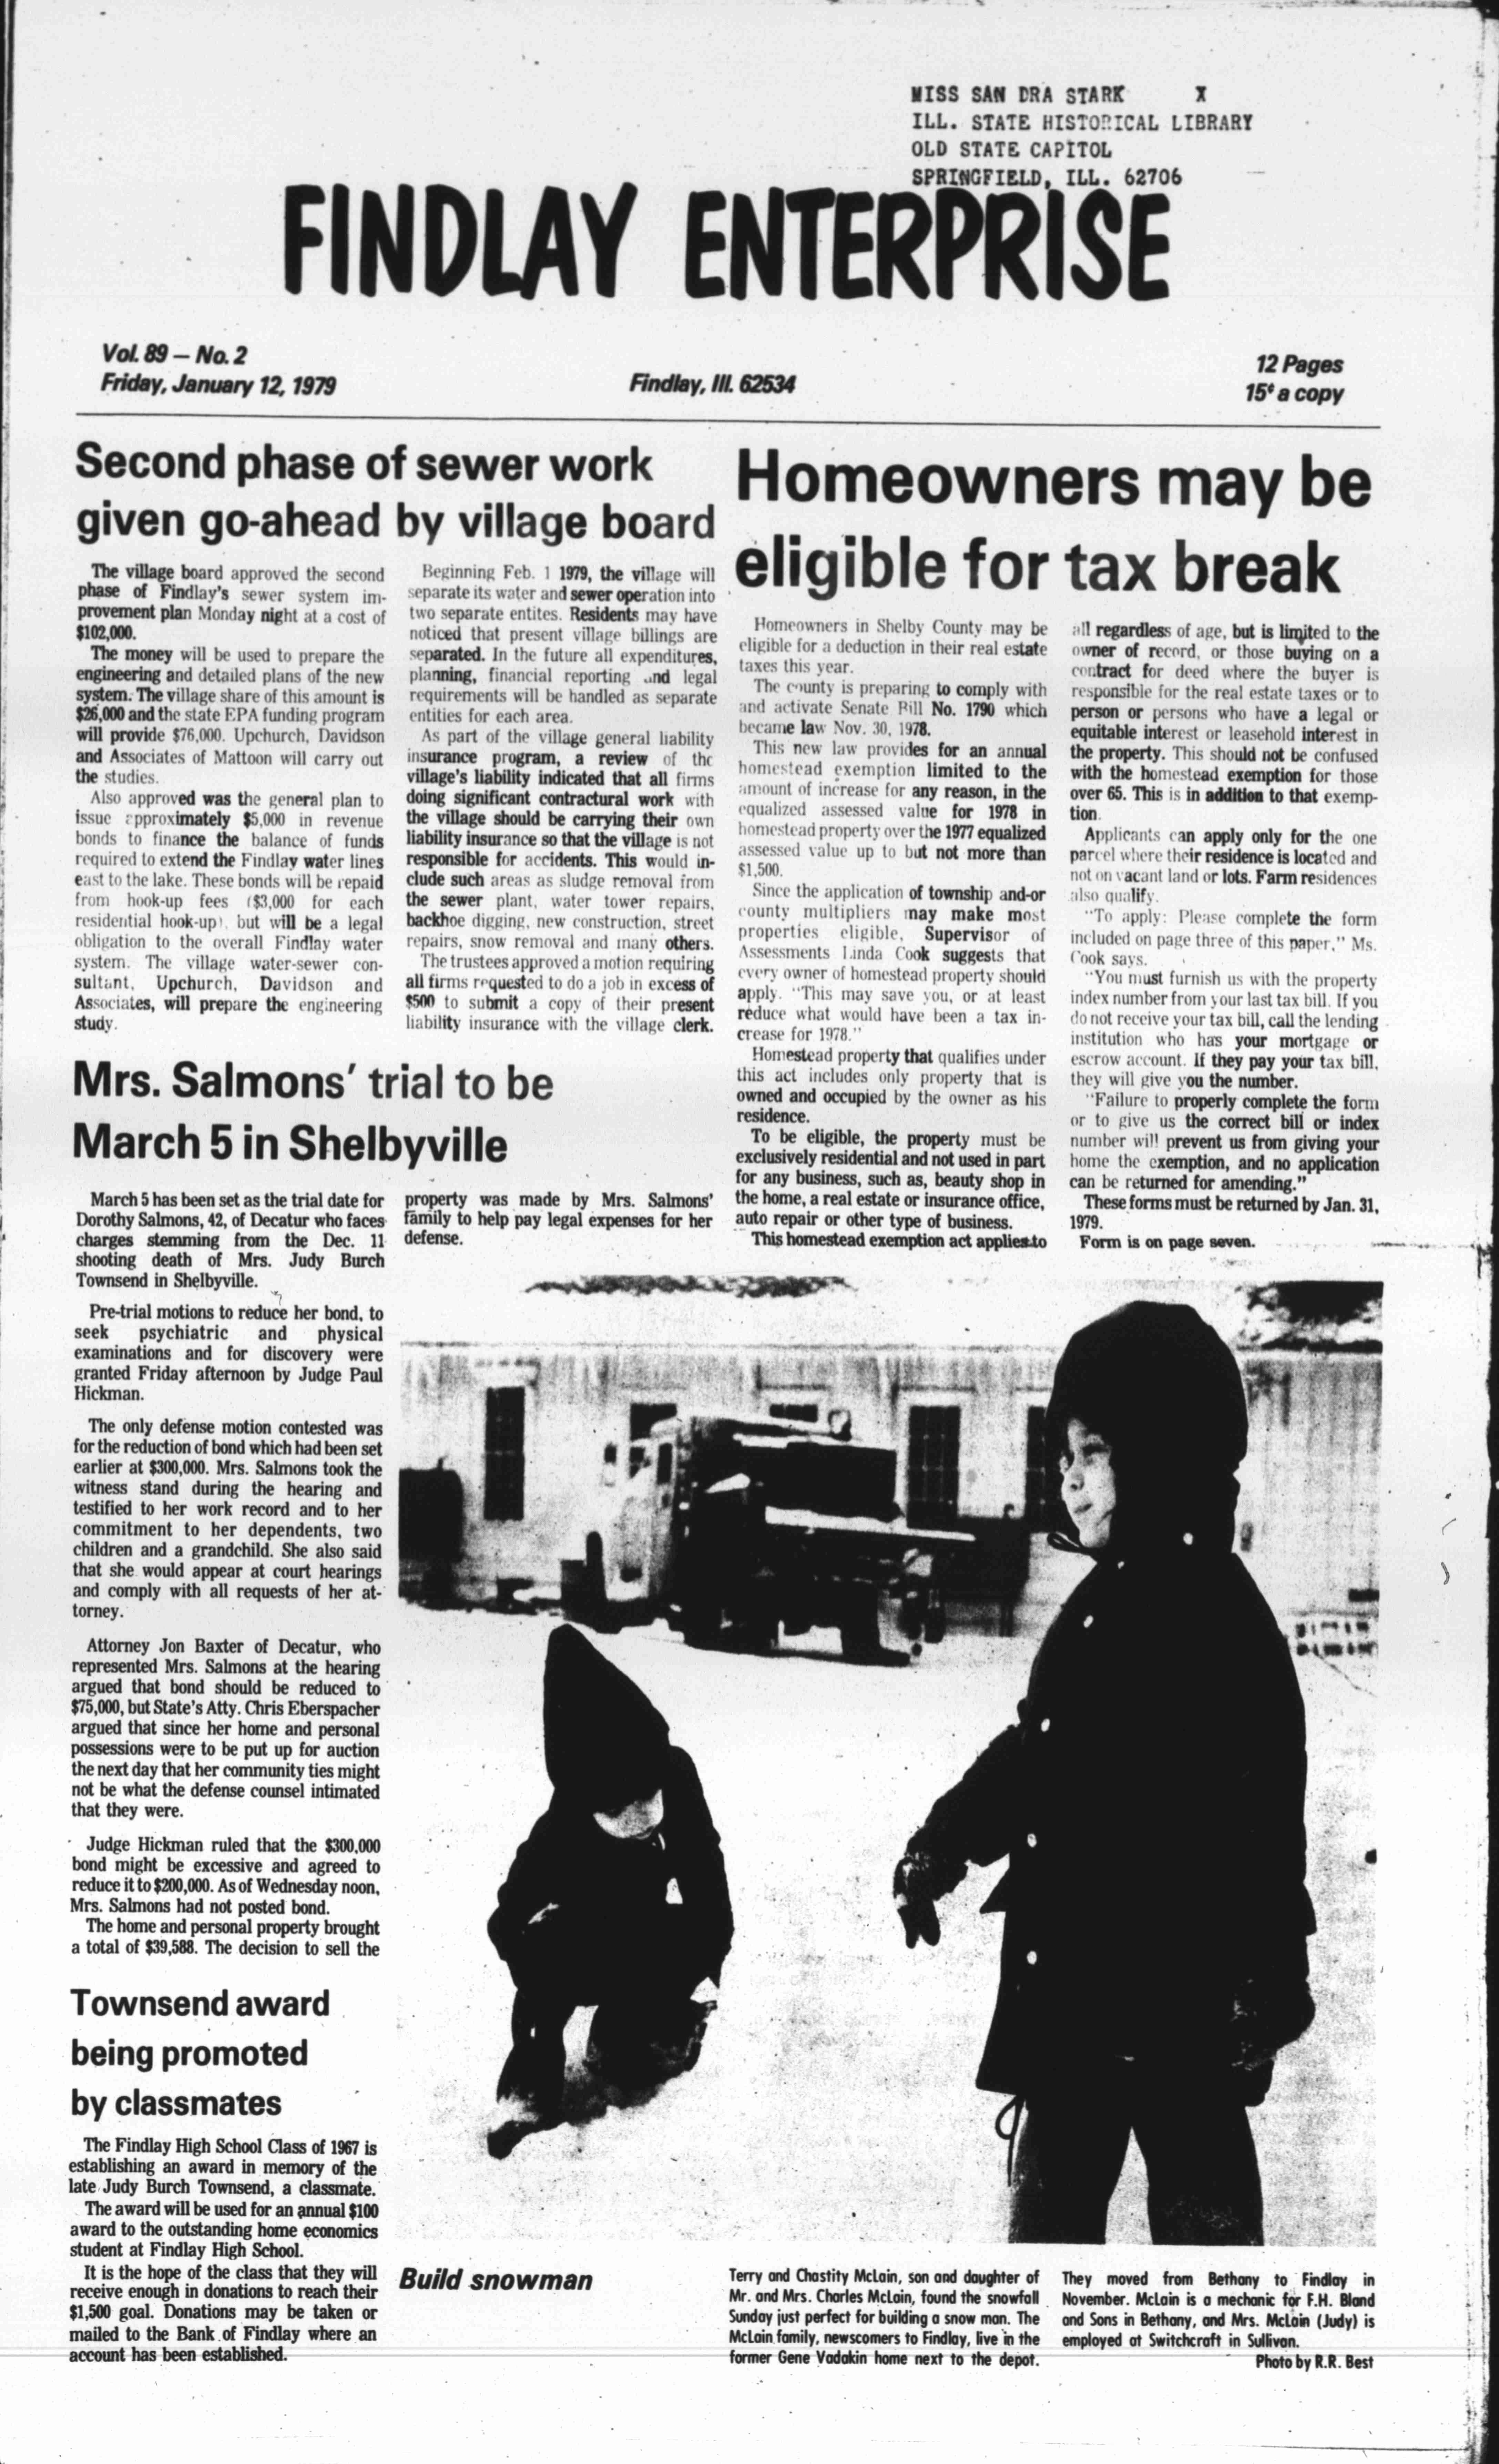 MISS SAN DRA STARK X
ILL. STATE HISTORICAL LIBRARY
OLD STATE CAPITOL
SPRINGFIELD, ILL. 62706
FINDLAY ENTERPRISE
Vol. 89 — No. 2
Friday, January 12, 1979
Findlay, Ill. 62534
12 Pages
15¢ a copy
Second phase of sewer work
given go-ahead by village board
The village board approved the second
phase of Findlay's sewer system im-
provement plan Monday night at a cost of
$102,000.
The money will be used to prepare the
engineering and detailed plans of the new
system. The village share of this amount is
$26,000 and the state EPA funding program
will provide $76,000. Upchurch, Davidson
and Associates of Mattoon will carry out
the studies.
Also approved was the general plan to
issue approximately $5,000 in revenue
bonds to finance the balance of funds
required to extend the Findlay water lines
east to the lake. These bonds will be repaid
from hook-up fees ($3,000 for each
residential hook-up), but will be a legal
obligation to the overall Findlay water
system. The village water-sewer con-
sultant, Upchurch, Davidson and
Associates, will prepare the engineering
study.
Beginning Feb. 1 1979, the village will
separate its water and sewer operation into
two separate entites. Residents may have
noticed that present village billings are
separated. In the future all expenditures,
planning, financial reporting and legal
requirements will be handled as separate
entities for each area.
As part of the village general liability
insurance program, a review of the
village's liability indicated that all firms
doing significant contractural work with
the village should be carrying their own
liability insurance so that the village is not
responsible for accidents. This would in-
clude such areas as sludge removal from
the sewer plant, water tower repairs,
backhoe digging, new construction, street
repairs, snow removal and many others.
The trustees approved a motion requiring
all firms requested to do a job in excess of
$500 to submit a copy of their present
liability insurance with the village clerk.
Homeowners may be
eligible for tax break
Homeowners in Shelby County may be
eligible for a deduction in their real estate
taxes this year.
The county is preparing to comply with
and activate Senate Bill No. 1790 which
became law Nov. 30, 1978.
This new law provides for an annual
homestead exemption limited to the
amount of increase for any reason, in the
equalized assessed value for 1978 in
homestead property over the 1977 equalized
assessed value up to but not more than
$1,500.
Since the application of township and-or
county multipliers may make most
properties eligible, Supervisor of
Assessments Linda Cook suggests that
every owner of homestead property should
apply. "This may save you, or at least
reduce what would have been a tax in-
crease for 1978."
Homestead property that qualifies under
this act includes only property that is
owned and occupied by the owner as his
residence.
To be eligible, the property must be
exclusively residential and not used in part
for any business, such as, beauty shop in
the home, a real estate or insurance office,
auto repair or other type of business.
This homestead exemption act applies to
all regardless of age, but is limited to the
owner of record, or those buying on a
contract for deed where the buyer is
responsible for the real estate taxes or to
person or persons who have a legal or
equitable interest or leasehold interest in
the property. This should not be confused
with the homestead exemption for those
over 65. This is in addition to that exemp-
tion.
Applicants can apply only for the one
parcel where their residence is located and
not on vacant land or lots. Farm residences
also qualify.
"To apply: Please complete the form
included on page three of this paper," Ms.
Cook says.
"You must furnish us with the property
index number from your last tax bill. If you
do not receive your tax bill, call the lending
institution who has your mortgage or
escrow account. If they pay your tax bill,
they will give you the number.
"Failure to properly complete the form
or to give us the correct bill or index
number will prevent us from giving your
home the exemption, and no application
can be returned for amending."
These forms must be returned by Jan. 31,
1979.
Form is on page seven.
Mrs. Salmons' trial to be
March 5 in Shelbyville
March 5 has been set as the trial date for
Dorothy Salmons, 42, of Decatur who faces
charges stemming from the Dec. 11
shooting death of Mrs. Judy Burch
Townsend in Shelbyville.
Pre-trial motions to reduce her bond, to
seek psychiatric and physical
examinations and for discovery were
granted Friday afternoon by Judge Paul
Hickman.
The only defense motion contested was
for the reduction of bond which had been set
earlier at $300,000. Mrs. Salmons took the
witness stand during the hearing and
testified to her work record and to her
commitment to her dependents, two
children and a grandchild. She also said
that she would appear at court hearings
and comply with all requests of her at-
torney.
Attorney Jon Baxter of Decatur, who
represented Mrs. Salmons at the hearing
argued that bond should be reduced to
$75,000, but State's Atty. Chris Eberspacher
argued that since her home and personal
possessions were to be put up for auction
the next day that her community ties might
not be what the defense counsel intimated
that they were.
Judge Hickman ruled that the $300,000
bond might be excessive and agreed to
reduce it to $200,000. As of Wednesday noon,
Mrs. Salmons had not posted bond.
The home and personal property brought
a total of $39,588. The decision to sell the
property was made by Mrs. Salmons'
family to help pay legal expenses for her
defense.
Townsend award
being promoted
by classmates
The Findlay High School Class of 1967 is
establishing an award in memory of the
late Judy Burch Townsend, a classmate.
The award will be used for an annual $100
award to the outstanding home economics
student at Findlay High School.
It is the hope of the class that they will
receive enough in donations to reach their
$1,500 goal. Donations may be taken or
mailed to the Bank of Findlay where an
account has been established.
Build snowman
Terry and Chastity McLain, son and daughter of
Mr. and Mrs. Charles McLain, found the snowfall
Sunday just perfect for building a snow man. The
McLain family, newscomers to Findlay, live in the
former Gene Vadakin home next to the depot.
They moved from Bethany to Findlay in
November. McLain is a mechanic for F.H. Bland
and Sons in Bethany, and Mrs. McLain (Judy) is
employed at Switchcraft in Sullivan.
Photo by R.R. Best